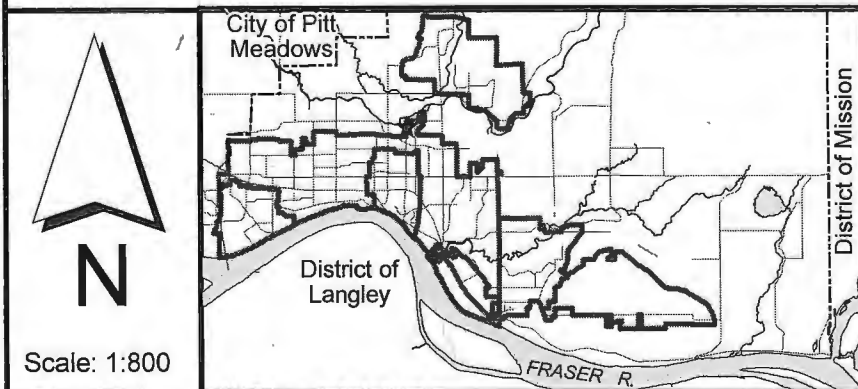 N
Scale: 1:800
City of Pitt
Meadows
District of
Langley
FRASER R.
District of Mission